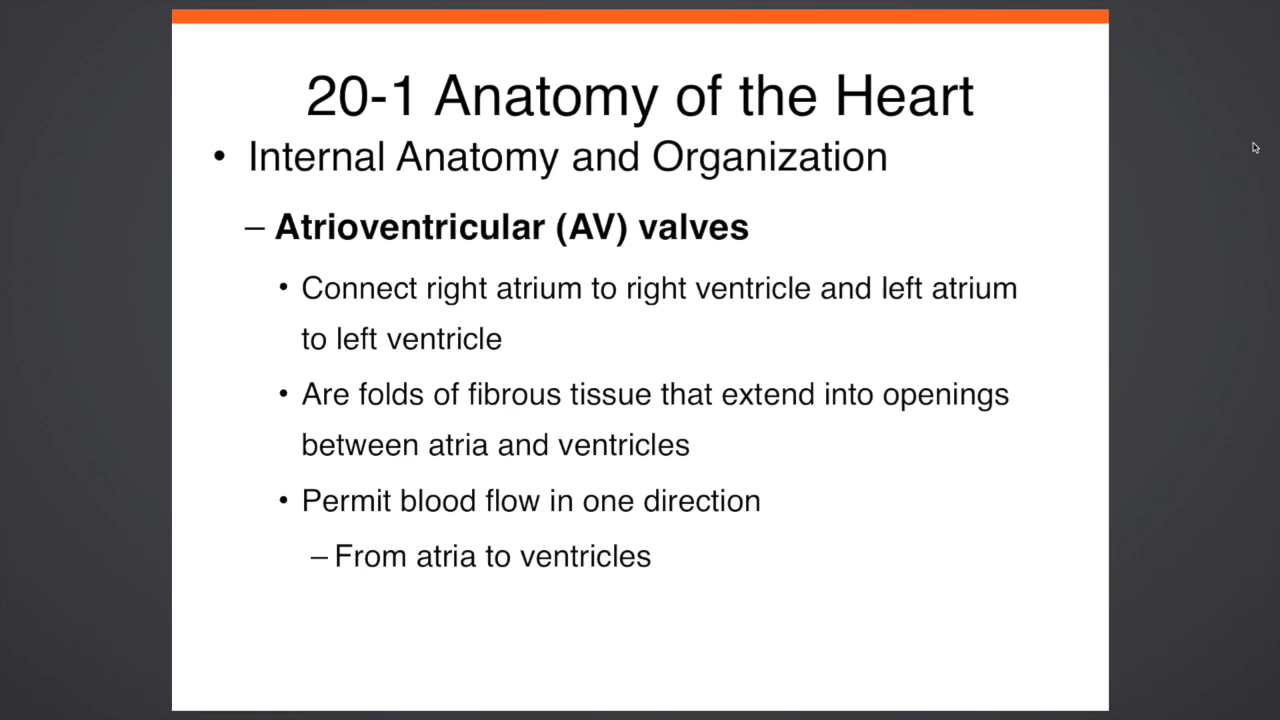 20-1 Anatomy of the Heart
• Internal Anatomy and Organization
– Atrioventricular (AV) valves
• Connect right atrium to right ventricle and left atrium
to left ventricle
• Are folds of fibrous tissue that extend into openings
between atria and ventricles
• Permit blood flow in one direction
– From atria to ventricles